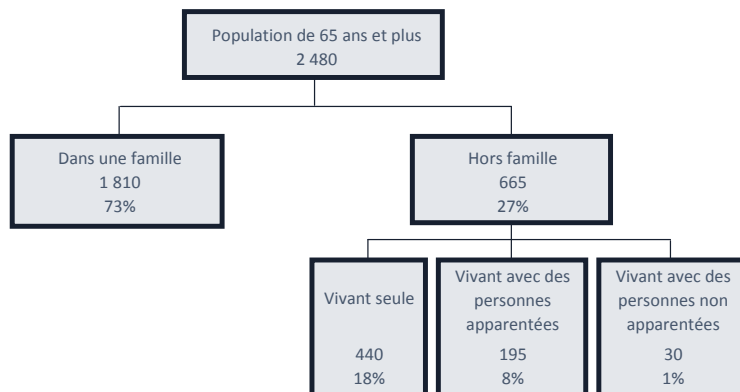 Population de 65 ans et plus
2 480
Dans une famille
1 810
73%
Hors famille
665
27%
Vivant seule
440
18%
Vivant avec des
personnes
apparentées
195
8%
Vivant avec des
personnes non
apparentées
30
1%